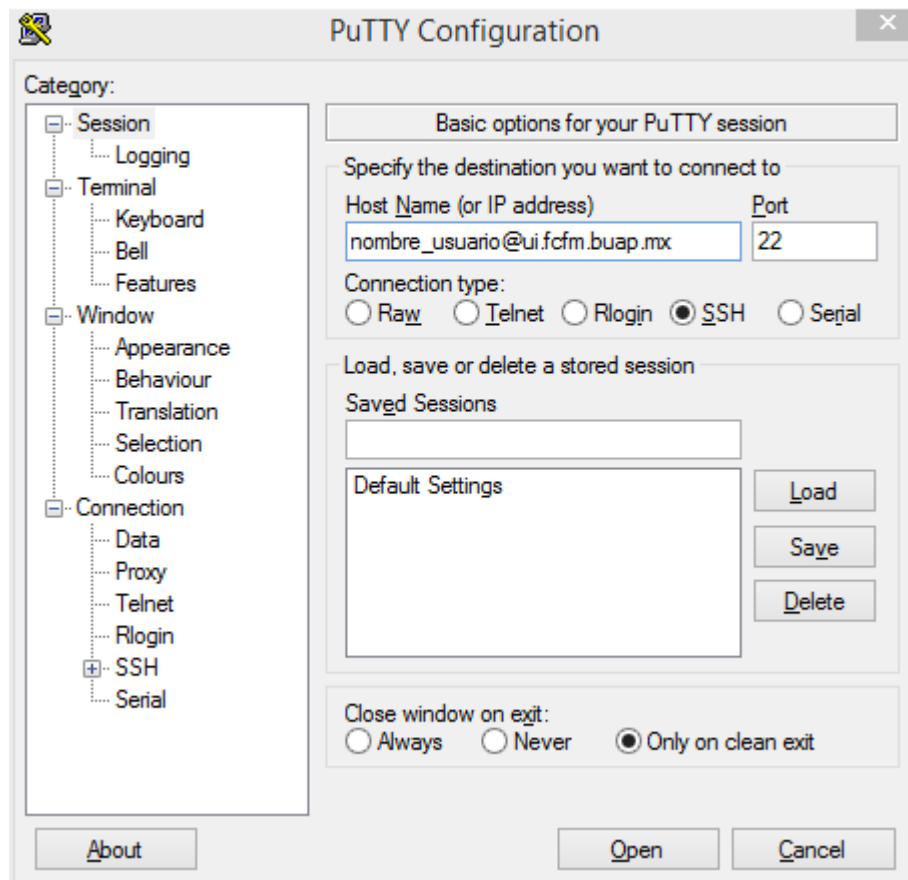 PuTTY Configuration
Category:
Session
Logging
Terminal
Keyboard
Bell
Features
Window
Appearance
Behaviour
Translation
Selection
Colours
Connection
Data
Proxy
Telnet
Rlogin
SSH
Serial
Basic options for your PuTTY session
Specify the destination you want to connect to
Host Name (or IP address) Port
nombre_usuario@ui.fcfm.buap.mx 22
Connection type:
Raw Telnet Rlogin SSH Serial
Load, save or delete a stored session
Saved Sessions
Default Settings
Load
Save
Delete
Close window on exit:
Always Never Only on clean exit
About Open Cancel